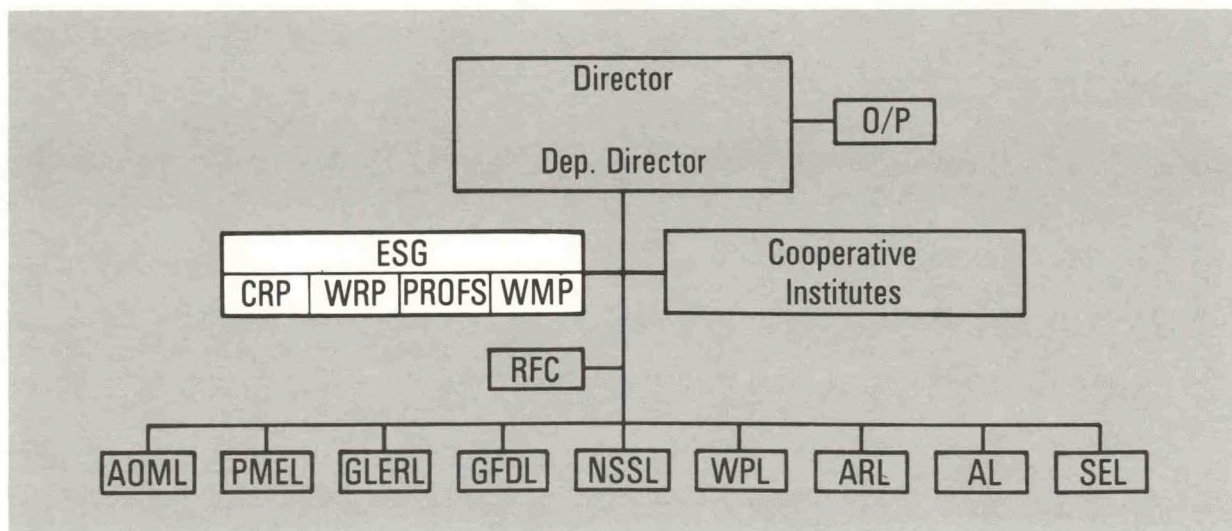 Director
Dep. Director
O/P
ESG
CRP WRP PROFS WMP
Cooperative
Institutes
RFC
AOML PMEL GLERL GFDL NSSL WPL ARL AL SEL